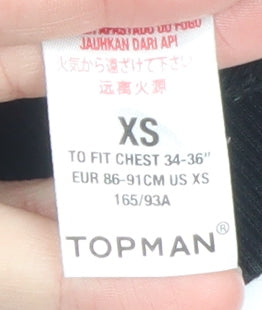 AFASTADO DO FOGO
JAUHKAN DARI API
火気から遠ざけて下さい
远离火源
XS
TO FIT CHEST 34-36"
EUR 86-91CM US XS
165/93A
TOPMAN®